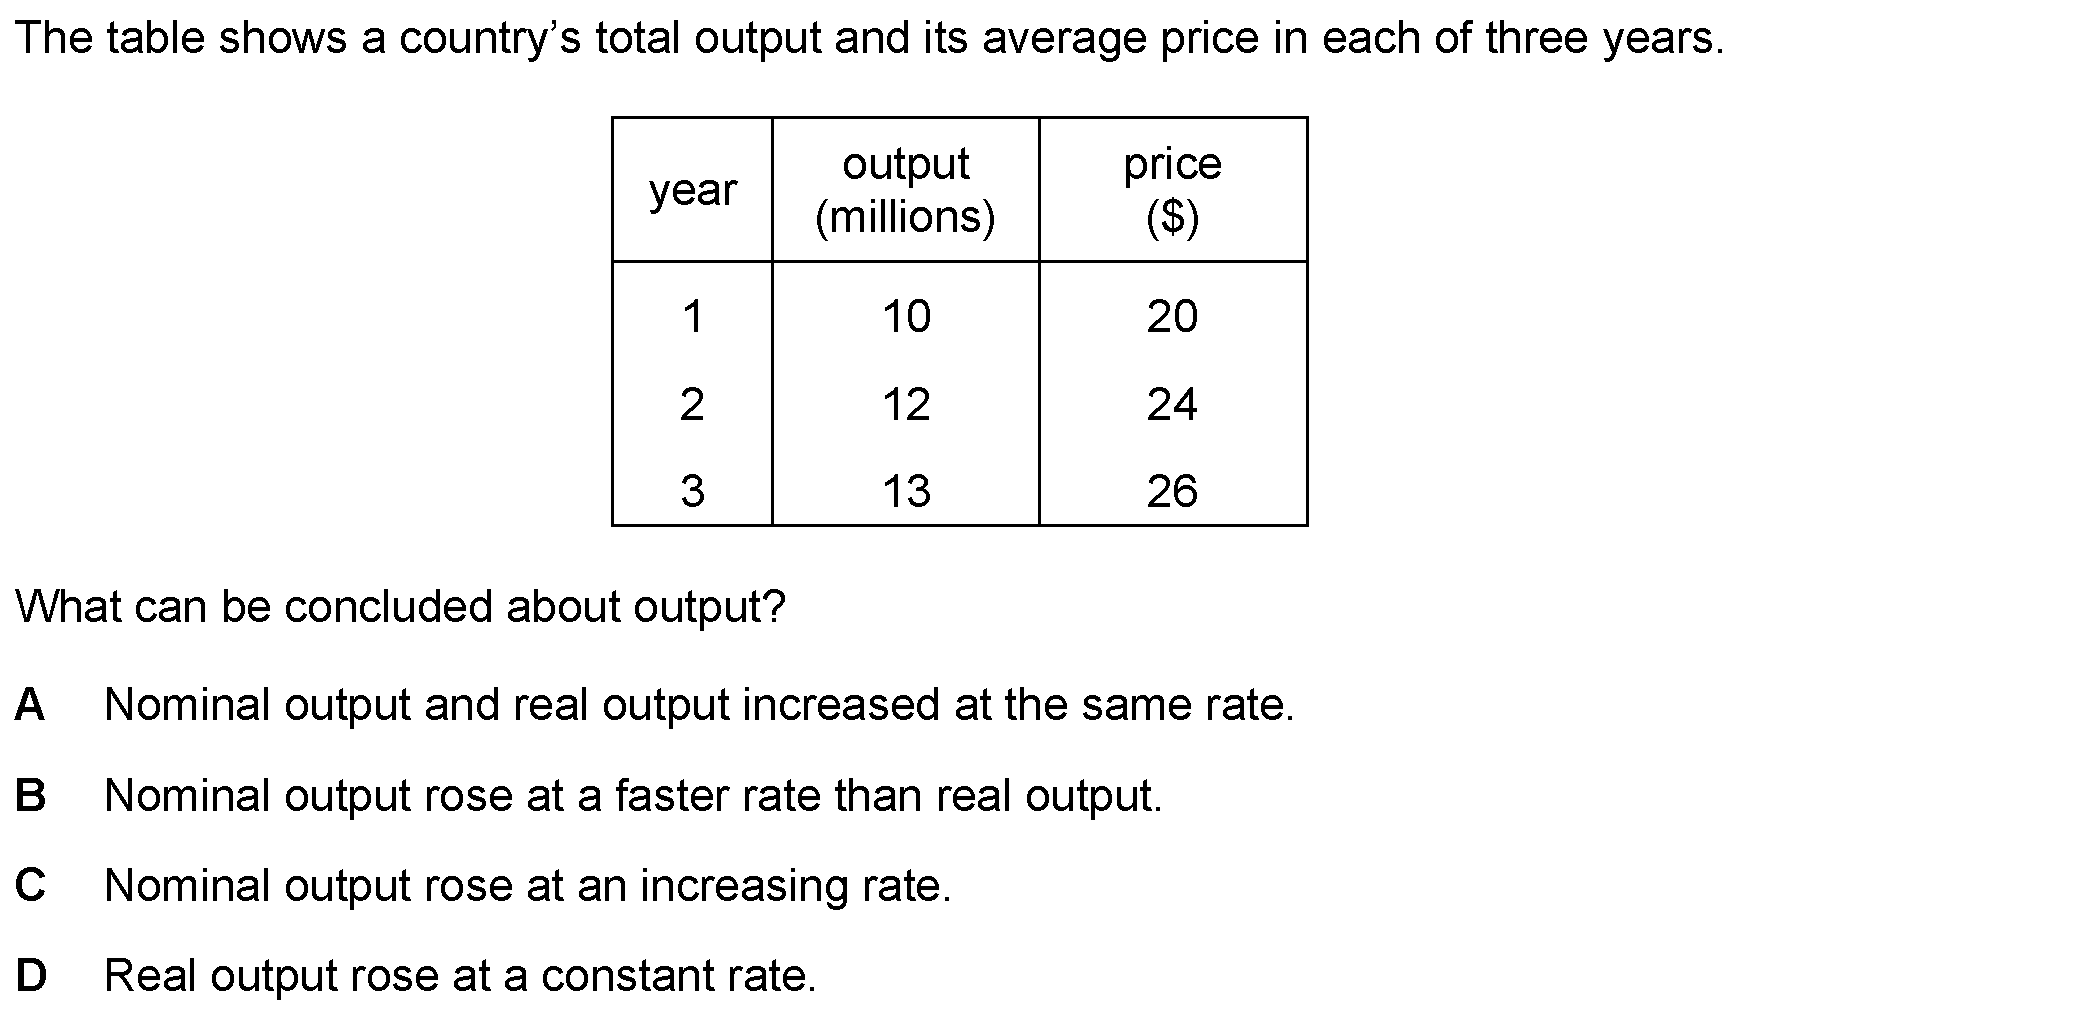 The table shows a country’s total output and its average price in each of three years.
year output (millions) price ($)
1 10 20
2 12 24
3 13 26
What can be concluded about output?
A Nominal output and real output increased at the same rate.
B Nominal output rose at a faster rate than real output.
C Nominal output rose at an increasing rate.
D Real output rose at a constant rate.